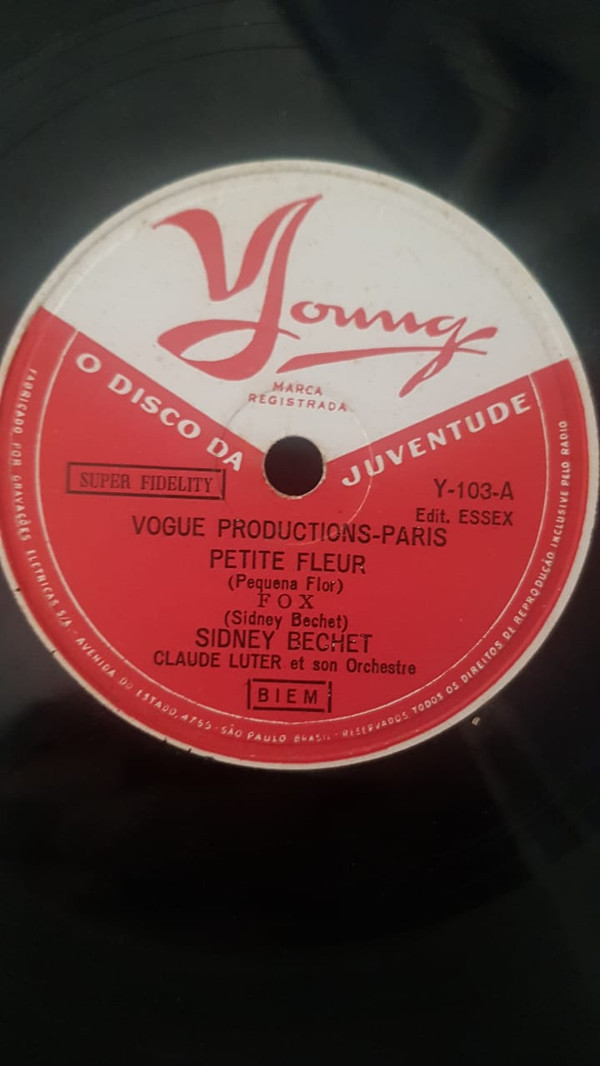 Young
MARCA
REGISTRADA
O DISCO DA JUVENTUDE
SUPER FIDELITY
Y-103-A
Edit. ESSEX
VOGUE PRODUCTIONS-PARIS
PETITE FLEUR
(Pequena Flor)
FOX
(Sidney Bechet)
SIDNEY BECHET
CLAUDE LUTER et son Orchestre
BIEM
FABRICADO POR GRAVAÇÕES ELETRICAS S/A - AVENIDA DO ESTADO, 4755 - SÃO PAULO BRASIL - RESERVADOS TODOS OS DIREITOS DE REPRODUÇÃO INCLUSIVE PELO RADIO